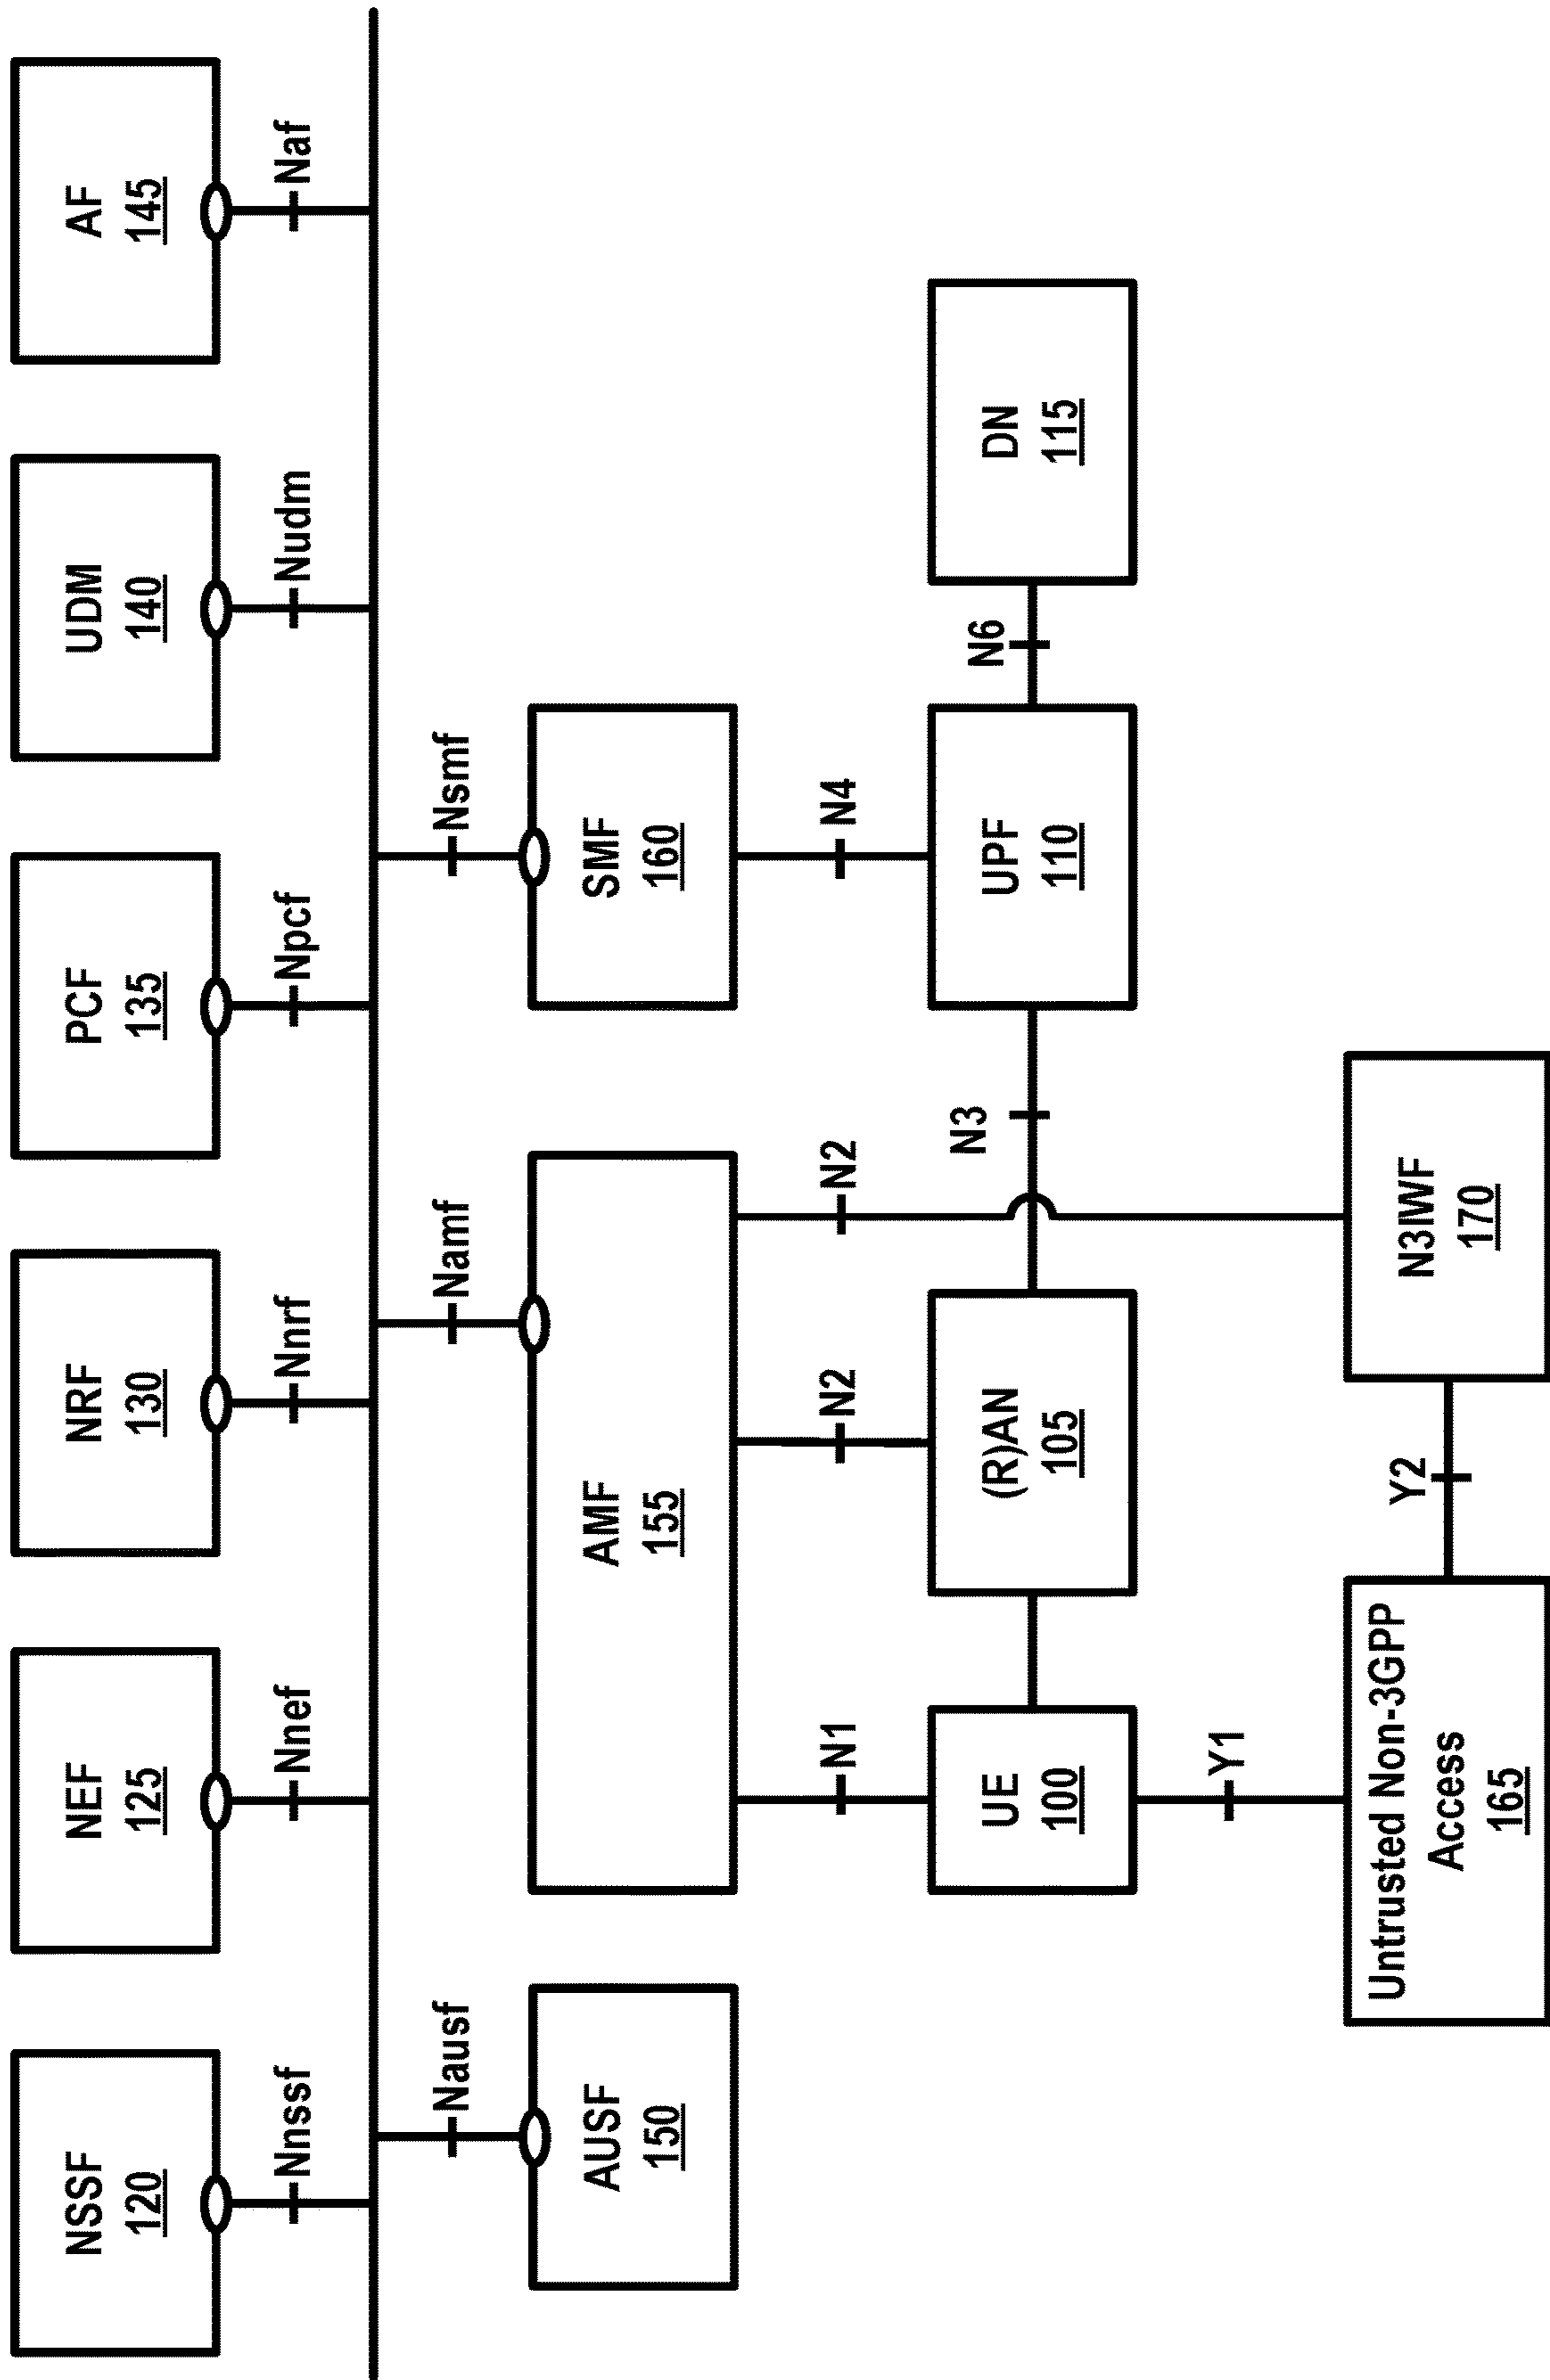 NSSF
120
NEF
125
NRF
130
PCF
135
UDM
140
AF
145
Nnssf
Nnef
Nnrf
Npcf
Nudm
Naf
Nausf
Namf
Nsmf
AUSF
150
AMF
155
SMF
160
N1
N2
N2
N4
UE
100
(R)AN
105
N3
UPF
110
N6
DN
115
Y1
Untrusted Non-3GPP
Access
165
Y2
N3IWF
170